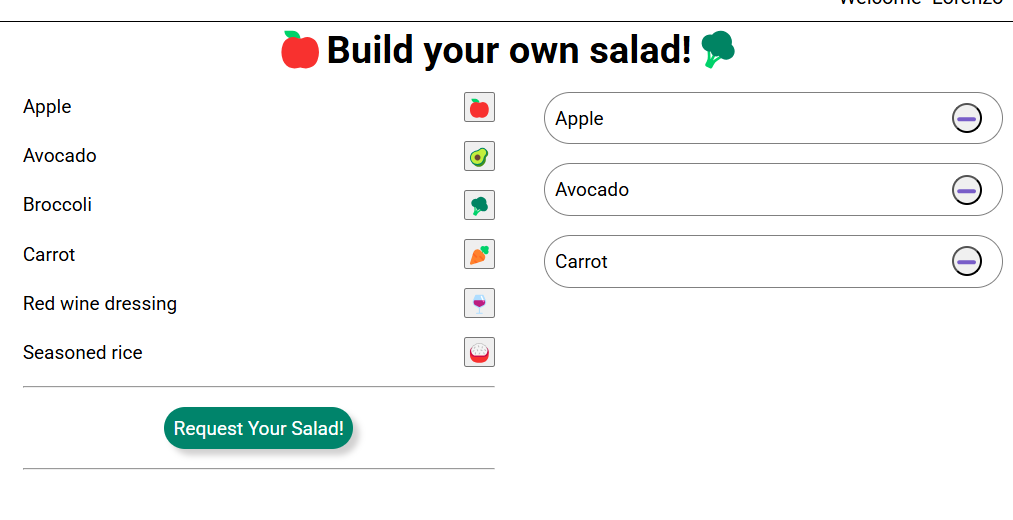 Welcome Lorenzo
Build your own salad!
Apple
Avocado
Broccoli
Carrot
Red wine dressing
Seasoned rice
Request Your Salad!
Apple
Avocado
Carrot